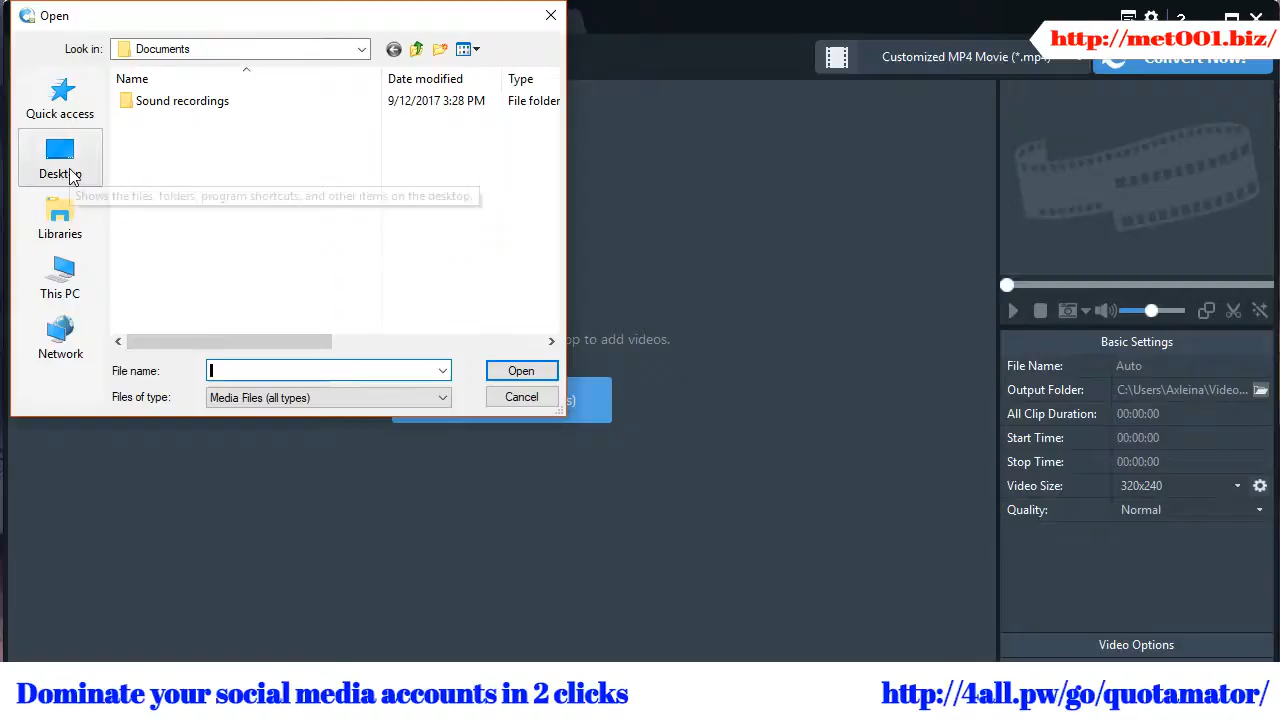 Open
http://met001.biz/
Look in:
Documents
Customized MP4 Movie (*.mp4)
Convert Now!
Name
Date modified
Type
Quick access
Sound recordings
9/12/2017 3:28 PM
File folder
Desktop
Shows the files, folders, program shortcuts, and other items on the desktop.
Libraries
This PC
Network
op to add videos.
Basic Settings
File name:
Open
Files of type:
Media Files (all types)
Cancel
s)
File Name:
Auto
Output Folder:
C:\Users\Axleina\Video...
All Clip Duration:
00:00:00
Start Time:
00:00:00
Stop Time:
00:00:00
Video Size:
320x240
Quality:
Normal
Video Options
Dominate your social media accounts in 2 clicks
http://4all.pw/go/quotamator/